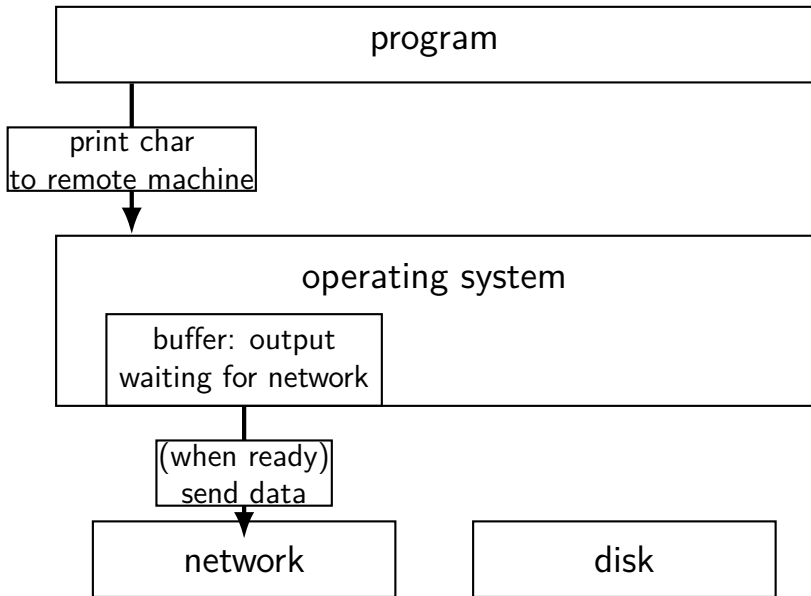 program
print char
to remote machine
operating system
buffer: output
waiting for network
(when ready)
send data
network
disk